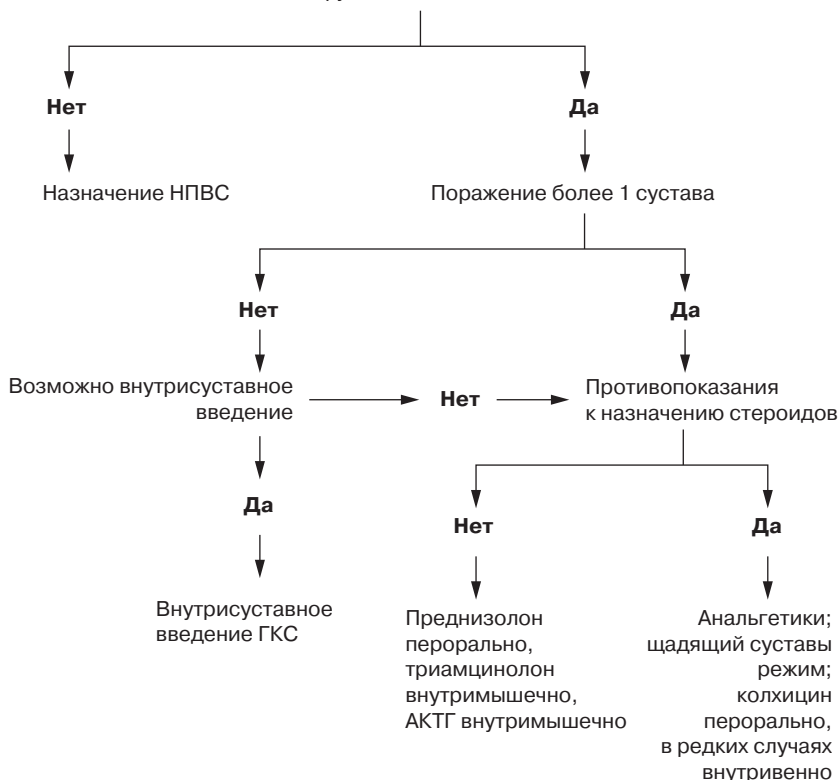 Нет
Да
Назначение НПВС
Поражение более 1 сустава
Нет
Да
Возможно внутрисуставное
введение
Нет
Противопоказания
к назначению стероидов
Да
Нет
Да
Внутрисуставное
введение ГКС
Преднизолон
перорально,
триамцинолон
внутримышечно,
АКТГ внутримышечно
Анальгетики;
щадящий суставы
режим;
колхицин
перорально,
в редких случаях
внутривенно